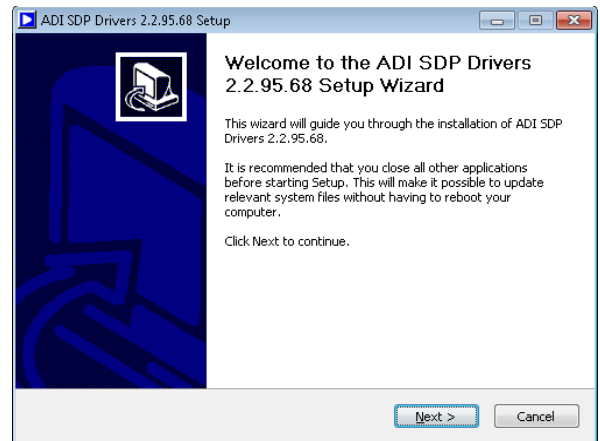 ADI SDP Drivers 2.2.95.68 Setup
Welcome to the ADI SDP Drivers
2.2.95.68 Setup Wizard
This wizard will guide you through the installation of ADI SDP
Drivers 2.2.95.68.
It is recommended that you close all other applications
before starting Setup. This will make it possible to update
relevant system files without having to reboot your
computer.
Click Next to continue.
Next >
Cancel